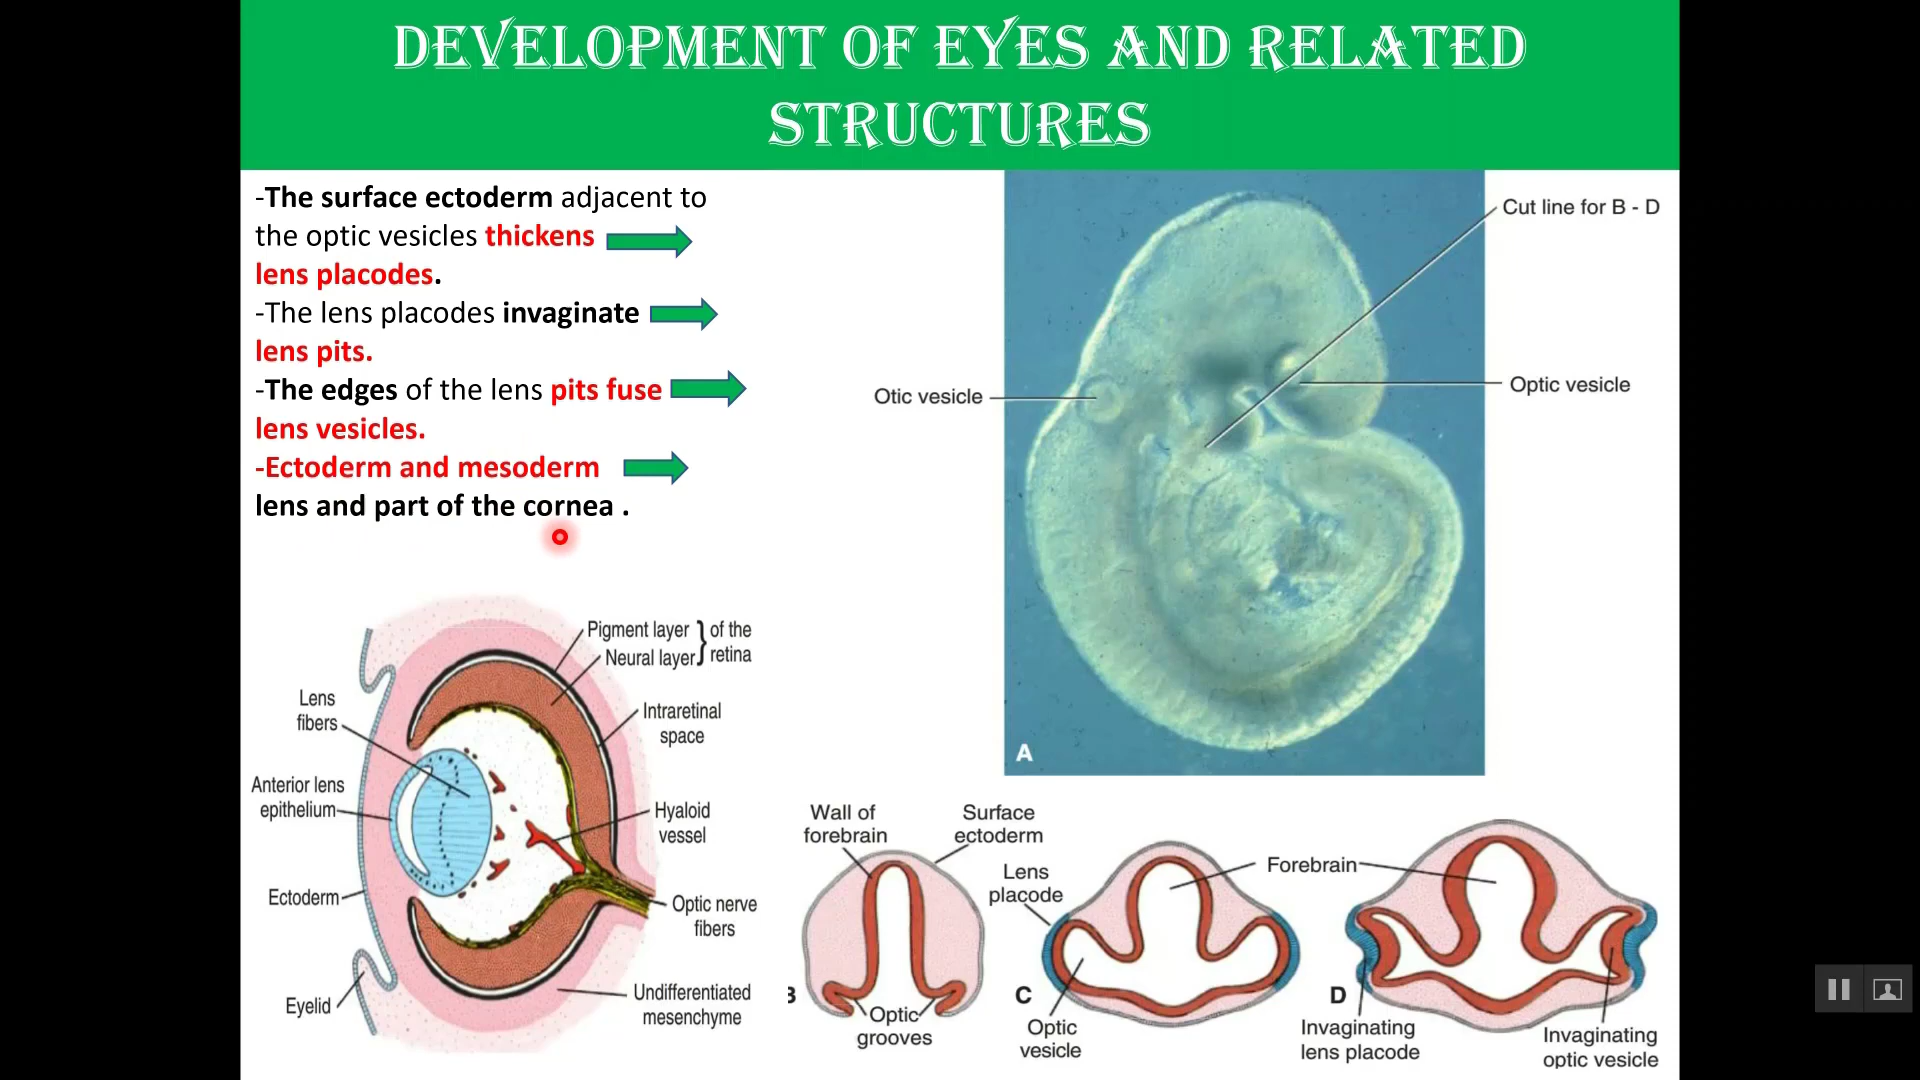 DEVELOPMENT OF EYES AND RELATED
STRUCTURES
-The surface ectoderm adjacent to
the optic vesicles thickens
lens placodes.
-The lens placodes invaginate
lens pits.
-The edges of the lens pits fuse
lens vesicles.
-Ectoderm and mesoderm
lens and part of the cornea .
Cut line for B - D
Otic vesicle
Optic vesicle
A
Pigment layer } of the
Neural layer retina
Lens
fibers
Intraretinal
space
Anterior lens
epithelium
Hyaloid
vessel
Ectoderm
Optic nerve
fibers
Eyelid
Undifferentiated
mesenchyme
Wall of
forebrain
Surface
ectoderm
Optic
grooves
B
Lens
placode
Forebrain
C
Optic
vesicle
D
Invaginating
lens placode
Invaginating
optic vesicle